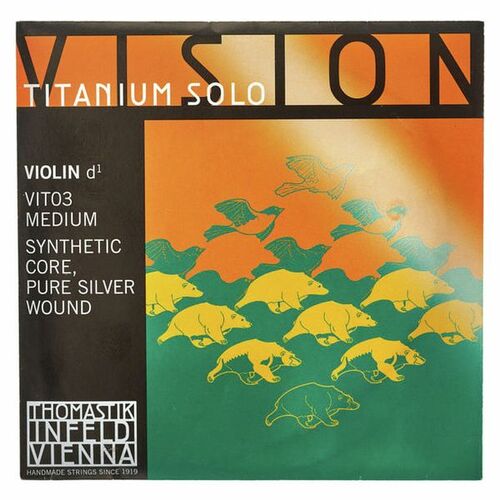 VISION
TITANIUM SOLO
VIOLIN d¹
VIT03
MEDIUM
SYNTHETIC
CORE,
PURE SILVER
WOUND
THOMASTIK
INFELD
VIENNA
HANDMADE STRINGS SINCE 1919